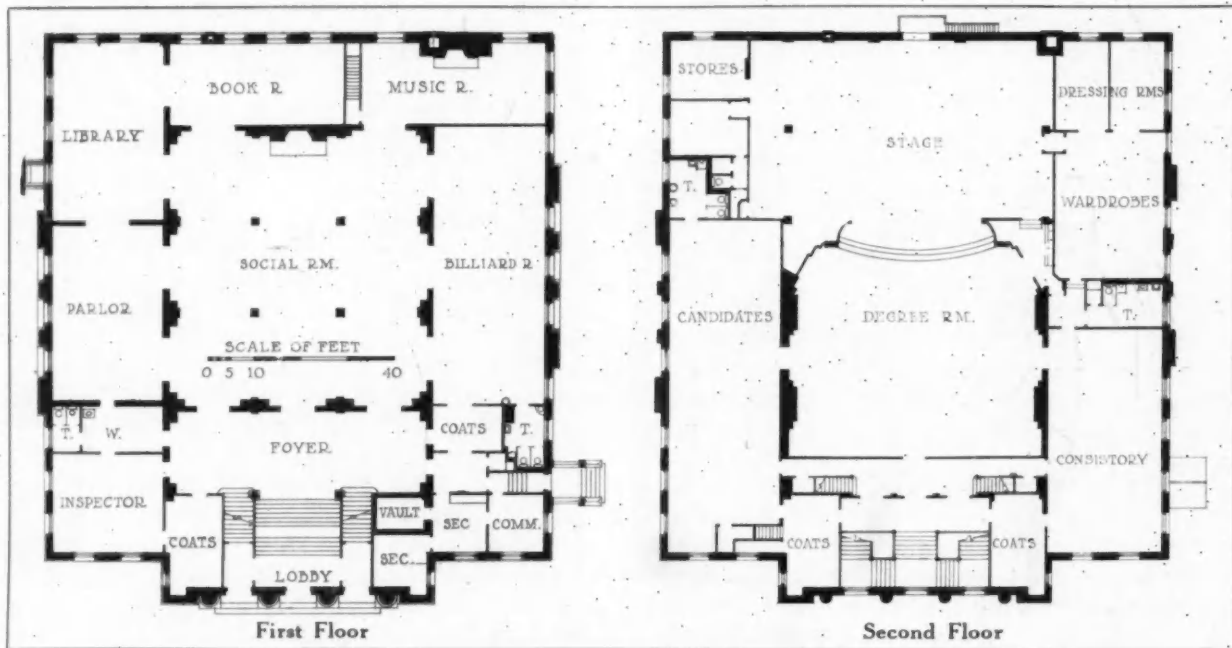 BOOK R
MUSIC R.
LIBRARY
SOCIAL RM.
BILLIARD R
PARLOR
SCALE OF FEET
0 5 10 40
T. W.
COATS
T.
FOYER
INSPECTOR
COATS
VAULT
SEC
COMM.
SEC.
LOBBY
First Floor
STORES
DRESSING RMS
STAGE
T.
WARDROBES
CANDIDATES
DEGREE RM.
T.
CONSISTORY
COATS
COATS
Second Floor